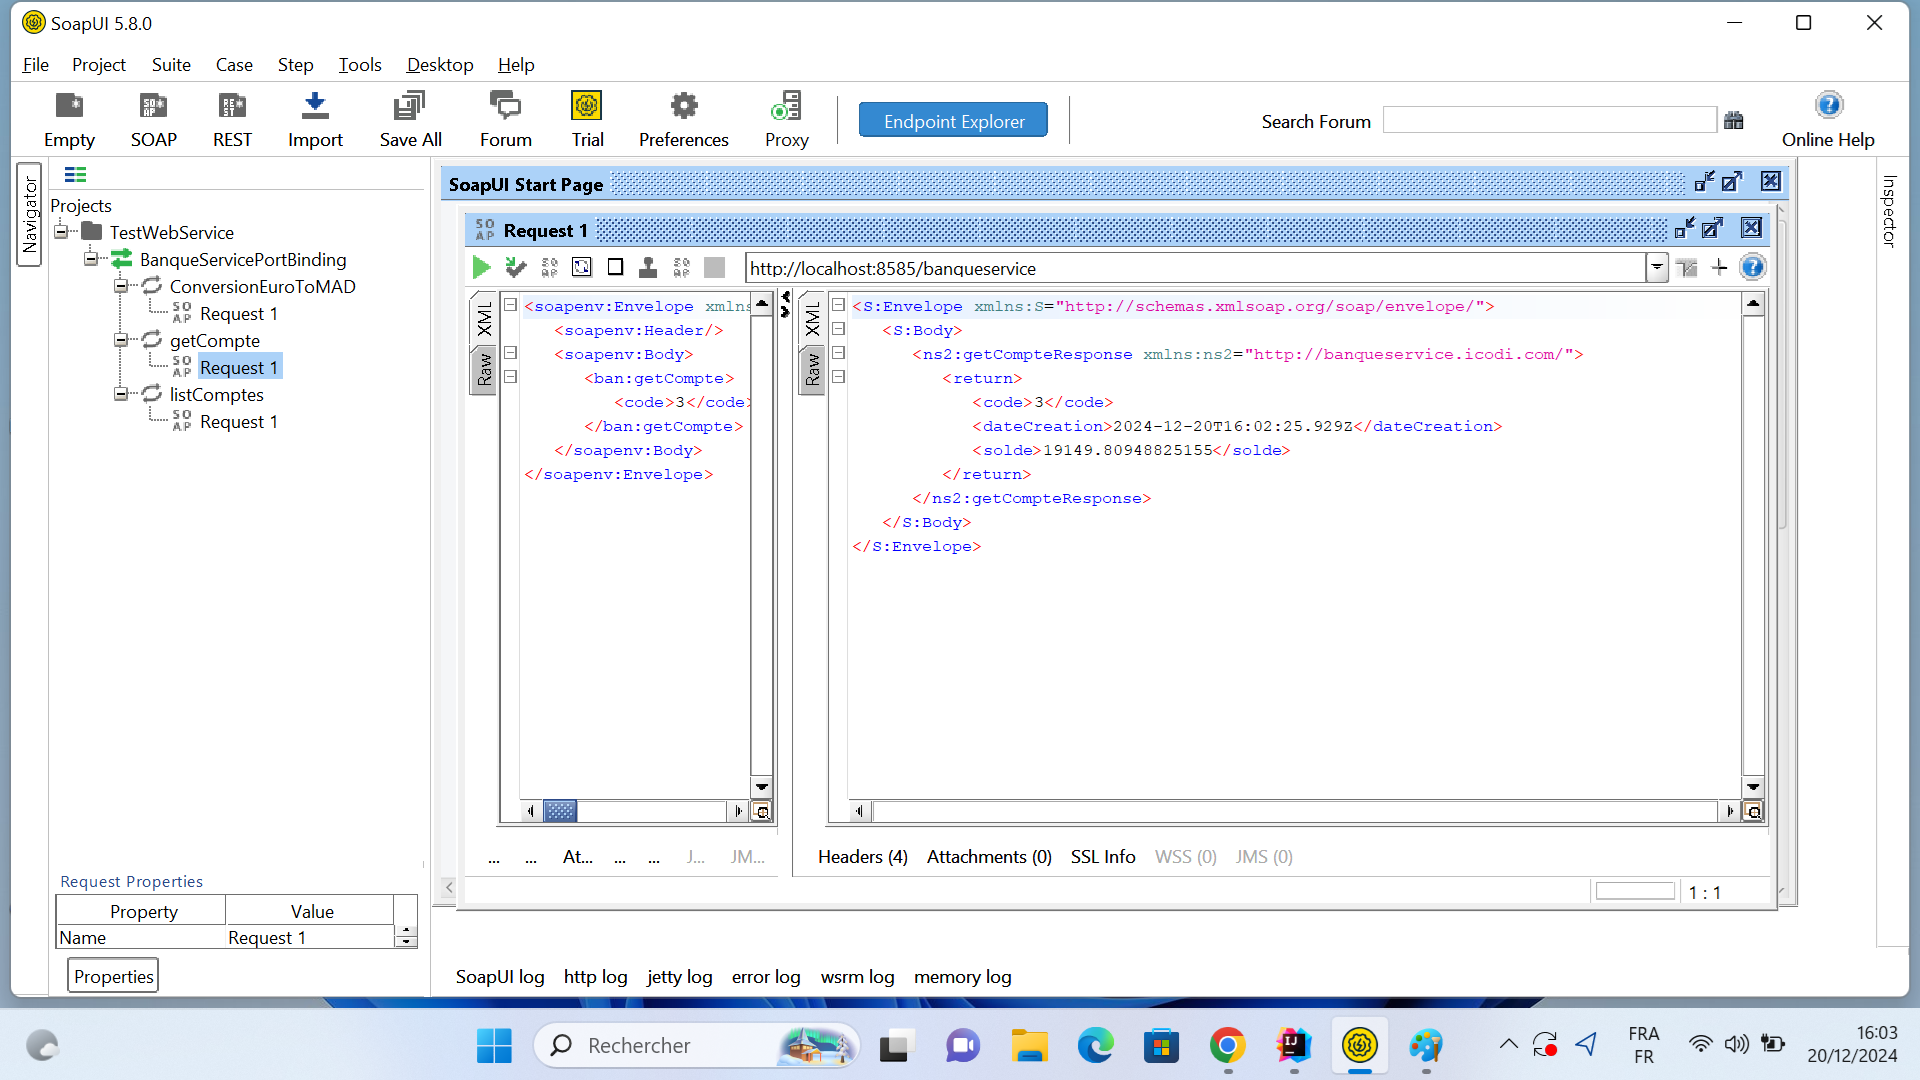 SoapUI 5.8.0
File Project Suite Case Step Tools Desktop Help
Empty SOAP REST Import Save All Forum Trial Preferences Proxy
Endpoint Explorer
Search Forum
Online Help
Navigator
Projects
TestWebService
BanqueServicePortBinding
ConversionEuroToMAD
Request 1
getCompte
Request 1
listComptes
Request 1
SoapUI Start Page
Request 1
http://localhost:8585/banqueservice
XML
Raw
<soapenv:Envelope xmlns
<soapenv:Header/>
<soapenv:Body>
<ban:getCompte>
<code>3</code>
</ban:getCompte>
</soapenv:Body>
</soapenv:Envelope>
XML
Raw
<S:Envelope xmlns:S="http://schemas.xmlsoap.org/soap/envelope/">
<S:Body>
<ns2:getCompteResponse xmlns:ns2="http://banqueservice.icodi.com/">
<return>
<code>3</code>
<dateCreation>2024-12-20T16:02:25.929Z</dateCreation>
<solde>19149.80948825155</solde>
</return>
</ns2:getCompteResponse>
</S:Body>
</S:Envelope>
Inspector
... ... At... ... ... J... JM...
Headers (4) Attachments (0) SSL Info WSS (0) JMS (0)
1 : 1
Request Properties
Property Value
Name Request 1
Properties
SoapUI log http log jetty log error log wsrm log memory log
Rechercher
FRA
FR
16:03
20/12/2024